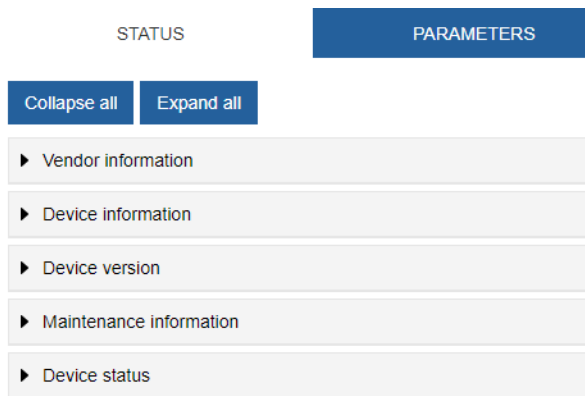 STATUS PARAMETERS
Collapse all Expand all
Vendor information
Device information
Device version
Maintenance information
Device status